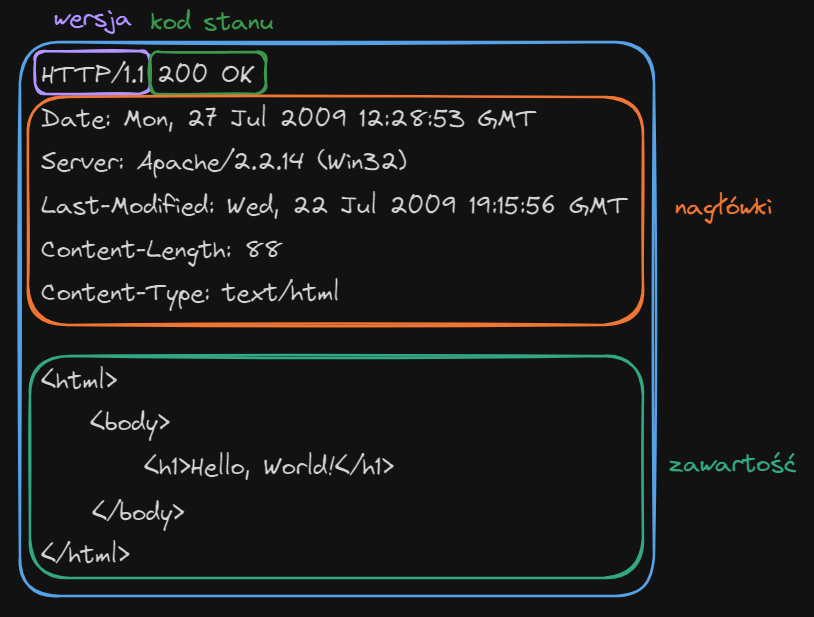 wersja kod stanu
HTTP/1.1 200 OK
Date: Mon, 27 Jul 2009 12:28:53 GMT
Server: Apache/2.2.14 (Win32)
Last-Modified: Wed, 22 Jul 2009 19:15:56 GMT
nagłówki
Content-Length: 88
Content-Type: text/html
<html>
<body>
<h1>Hello, World!</h1>
zawartość
</body>
</html>